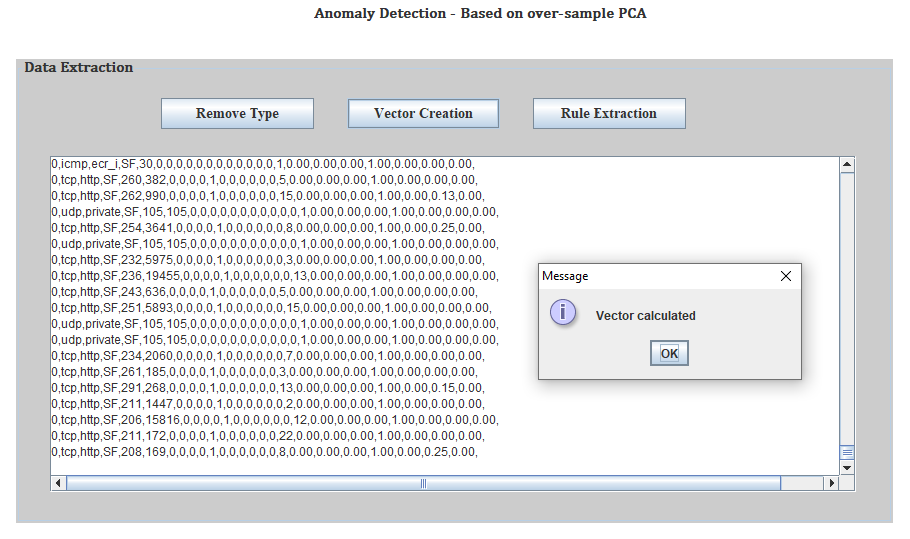 Anomaly Detection - Based on over-sample PCA
Data Extraction
Remove Type
Vector Creation
Rule Extraction
0,icmp,ecr_i,SF,30,0,0,0,0,0,0,0,0,0,0,0,0,1,0.00,0.00,0.00,1.00,0.00,0.00,0.00,
0,tcp,http,SF,260,382,0,0,0,0,1,0,0,0,0,0,0,5,0.00,0.00,0.00,1.00,0.00,0.00,0.00,
0,tcp,http,SF,262,990,0,0,0,0,1,0,0,0,0,0,0,15,0.00,0.00,0.00,1.00,0.00,0.13,0.00,
0,udp,private,SF,105,105,0,0,0,0,0,0,0,0,0,0,0,1,0.00,0.00,0.00,1.00,0.00,0.00,0.00,
0,tcp,http,SF,254,3641,0,0,0,0,1,0,0,0,0,0,0,8,0.00,0.00,0.00,1.00,0.00,0.25,0.00,
0,udp,private,SF,105,105,0,0,0,0,0,0,0,0,0,0,0,1,0.00,0.00,0.00,1.00,0.00,0.00,0.00,
0,tcp,http,SF,232,5975,0,0,0,0,1,0,0,0,0,0,0,3,0.00,0.00,0.00,1.00,0.00,0.00,0.00,
0,tcp,http,SF,236,19455,0,0,0,0,1,0,0,0,0,0,0,13,0.00,0.00,0.00,1.00,0.00,0.00,0.00,
0,tcp,http,SF,243,636,0,0,0,0,1,0,0,0,0,0,0,5,0.00,0.00,0.00,1.00,0.00,0.00,0.00,
0,tcp,http,SF,251,5893,0,0,0,0,1,0,0,0,0,0,0,15,0.00,0.00,0.00,1.00,0.00,0.00,0.00,
0,udp,private,SF,105,105,0,0,0,0,0,0,0,0,0,0,0,1,0.00,0.00,0.00,1.00,0.00,0.00,0.00,
0,udp,private,SF,105,105,0,0,0,0,0,0,0,0,0,0,0,1,0.00,0.00,0.00,1.00,0.00,0.00,0.00,
0,tcp,http,SF,234,2060,0,0,0,0,1,0,0,0,0,0,0,7,0.00,0.00,0.00,1.00,0.00,0.00,0.00,
0,tcp,http,SF,261,185,0,0,0,0,1,0,0,0,0,0,0,3,0.00,0.00,0.00,1.00,0.00,0.00,0.00,
0,tcp,http,SF,291,268,0,0,0,0,1,0,0,0,0,0,0,13,0.00,0.00,0.00,1.00,0.00,0.15,0.00,
0,tcp,http,SF,211,1447,0,0,0,0,1,0,0,0,0,0,0,2,0.00,0.00,0.00,1.00,0.00,0.00,0.00,
0,tcp,http,SF,206,15816,0,0,0,0,1,0,0,0,0,0,0,12,0.00,0.00,0.00,1.00,0.00,0.00,0.00,
0,tcp,http,SF,211,172,0,0,0,0,1,0,0,0,0,0,0,22,0.00,0.00,0.00,1.00,0.00,0.00,0.00,
0,tcp,http,SF,208,169,0,0,0,0,1,0,0,0,0,0,0,8,0.00,0.00,0.00,1.00,0.00,0.25,0.00,
Message
Vector calculated
OK